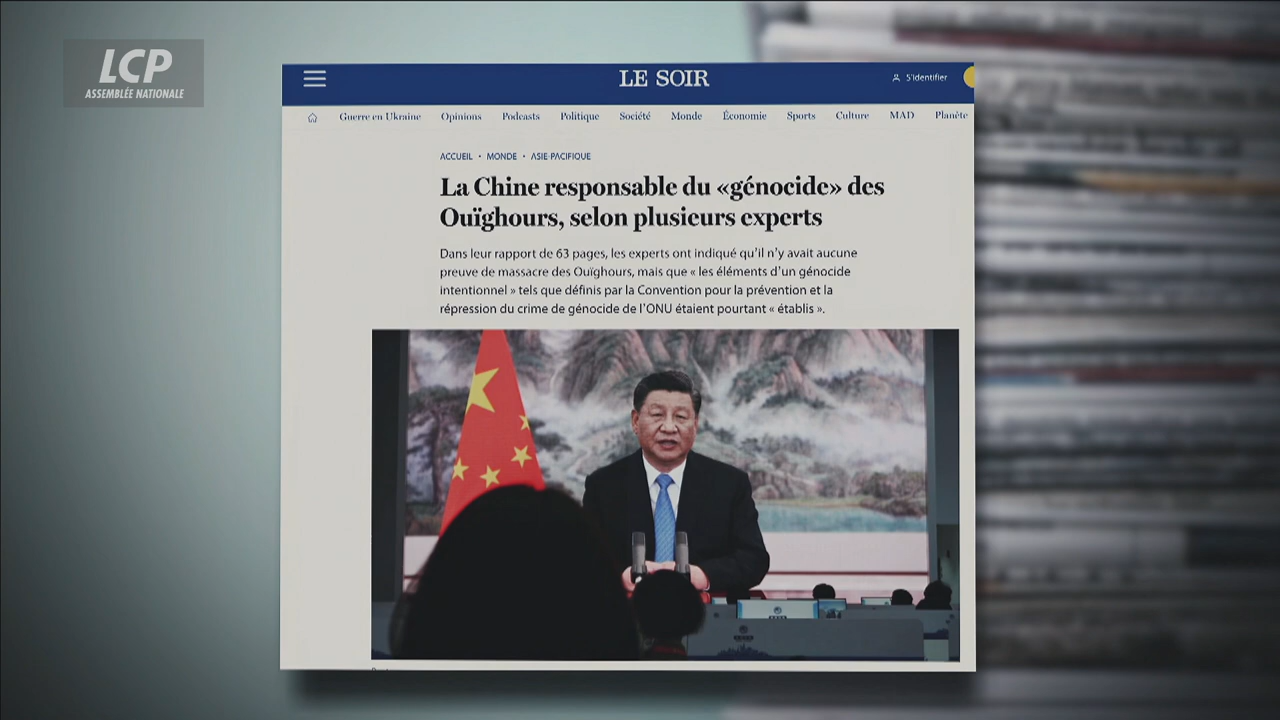 LCP
ASSEMBLÉE NATIONALE
LE SOIR
S'identifier
Guerre en Ukraine Opinions Podcasts Politique Société Monde Économie Sports Culture MAD Planète
ACCUEIL • MONDE • ASIE-PACIFIQUE
La Chine responsable du «génocide» des
Ouïghours, selon plusieurs experts
Dans leur rapport de 63 pages, les experts ont indiqué qu'il n'y avait aucune
preuve de massacre des Ouïghours, mais que « les éléments d'un génocide
intentionnel » tels que définis par la Convention pour la prévention et la
répression du crime de génocide de l'ONU étaient pourtant « établis ».